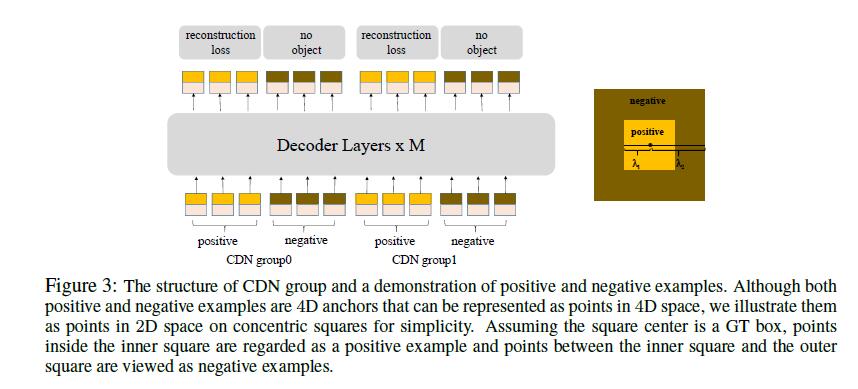 reconstruction loss
no object
reconstruction loss
no object
Decoder Layers x M
positive
negative
positive
negative
CDN group0
CDN group1
negative
positive
λ1
λ2
Figure 3: The structure of CDN group and a demonstration of positive and negative examples. Although both
positive and negative examples are 4D anchors that can be represented as points in 4D space, we illustrate them
as points in 2D space on concentric squares for simplicity. Assuming the square center is a GT box, points
inside the inner square are regarded as a positive example and points between the inner square and the outer
square are viewed as negative examples.